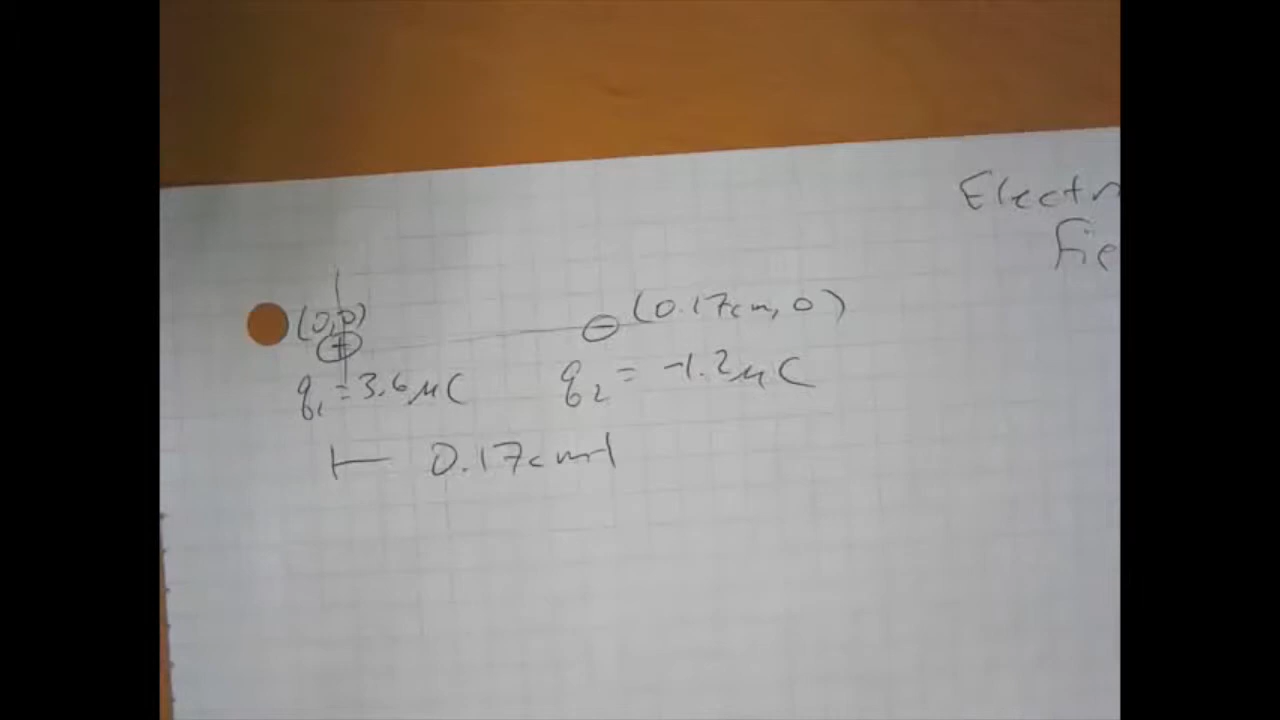 Electr
Fie
(0,0)
(0.17cm, 0)
+
−
q₁ = 3.6μC
q₂ = -1.2μC
0.17cm